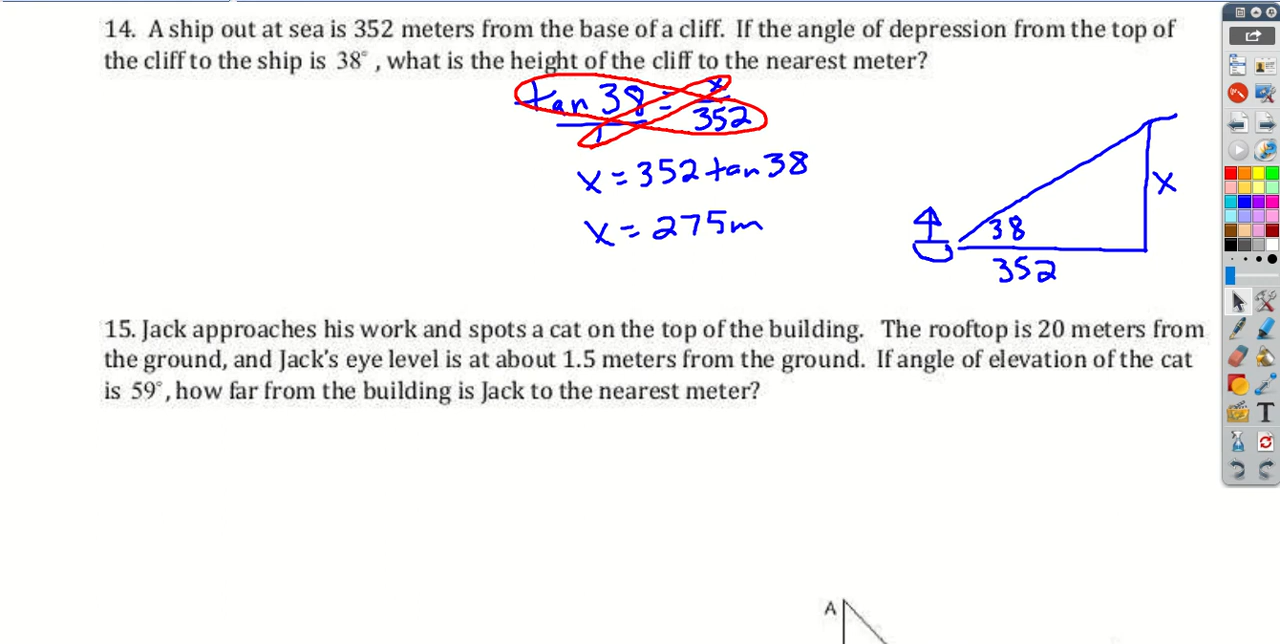 14. A ship out at sea is 352 meters from the base of a cliff. If the angle of depression from the top of
the cliff to the ship is 38°, what is the height of the cliff to the nearest meter?
tan 38 = x
1 352
x = 352 tan 38
x = 275m
x
38
352
15. Jack approaches his work and spots a cat on the top of the building. The rooftop is 20 meters from
the ground, and Jack's eye level is at about 1.5 meters from the ground. If angle of elevation of the cat
is 59°, how far from the building is Jack to the nearest meter?
A
T